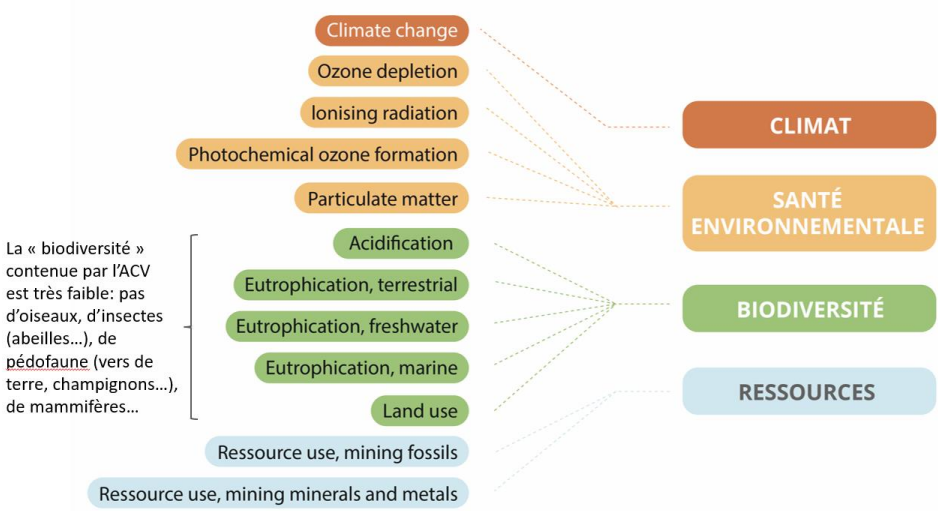 Climate change
Ozone depletion
Ionising radiation
Photochemical ozone formation
Particulate matter
Acidification
Eutrophication, terrestrial
Eutrophication, freshwater
Eutrophication, marine
Land use
Ressource use, mining fossils
Ressource use, mining minerals and metals
La « biodiversité »
contenue par l’ACV
est très faible: pas
d’oiseaux, d’insectes
(abeilles…), de
pédofaune (vers de
terre, champignons…),
de mammifères…
CLIMAT
SANTÉ
ENVIRONNEMENTALE
BIODIVERSITÉ
RESSOURCES